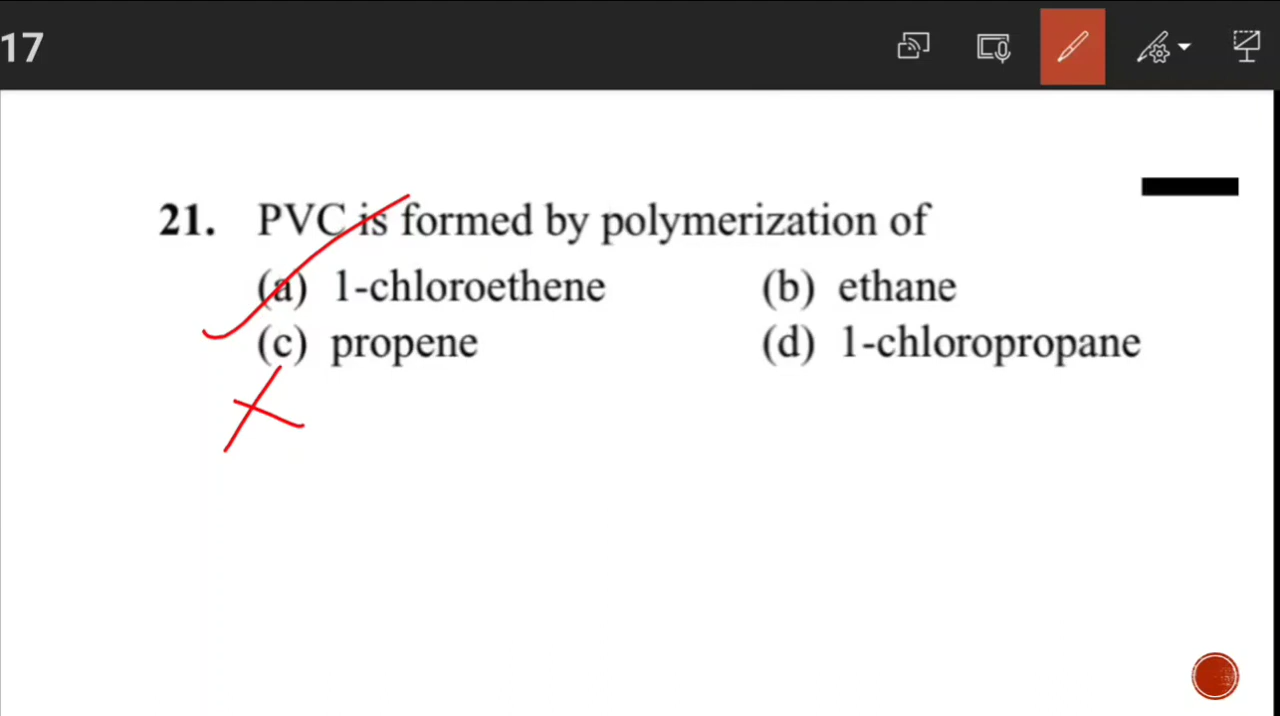 17
21. PVC is formed by polymerization of
(a) 1-chloroethene (b) ethane
(c) propene (d) 1-chloropropane